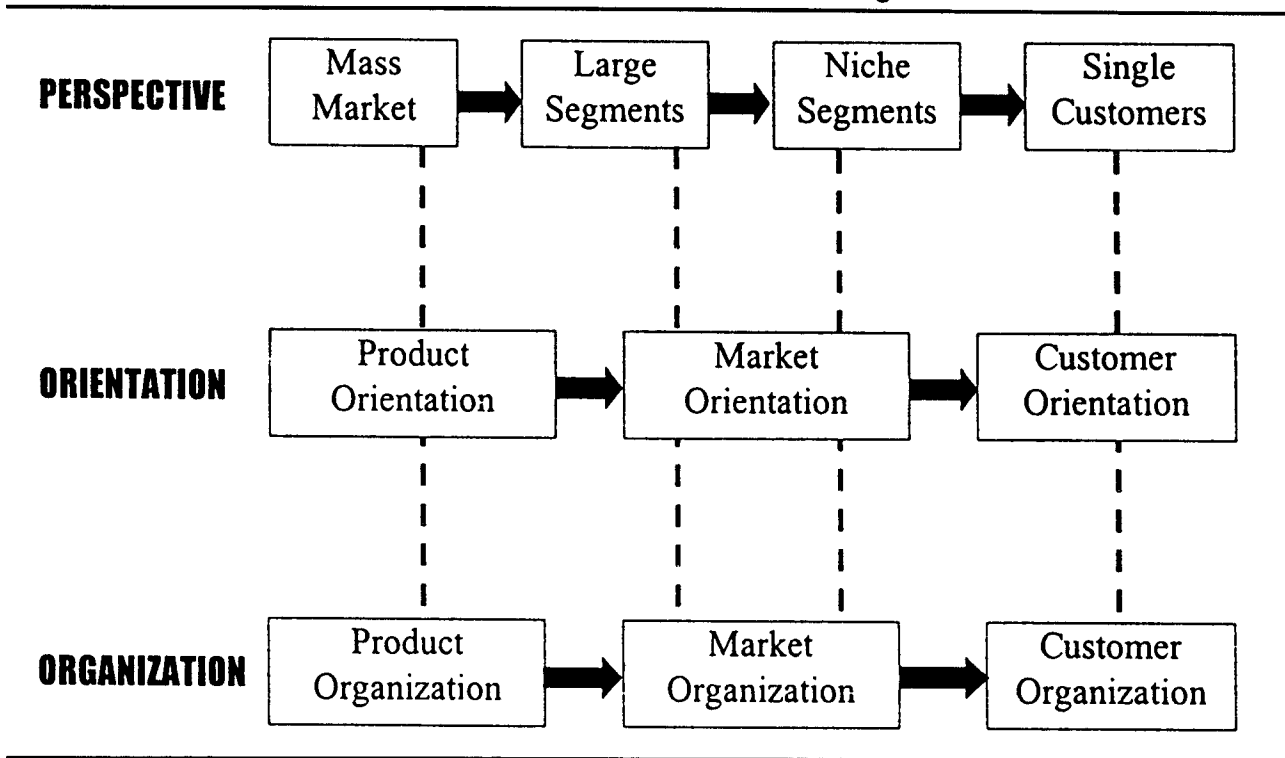 PERSPECTIVE
Mass
Market
Large
Segments
Niche
Segments
Single
Customers
ORIENTATION
Product
Orientation
Market
Orientation
Customer
Orientation
ORGANIZATION
Product
Organization
Market
Organization
Customer
Organization